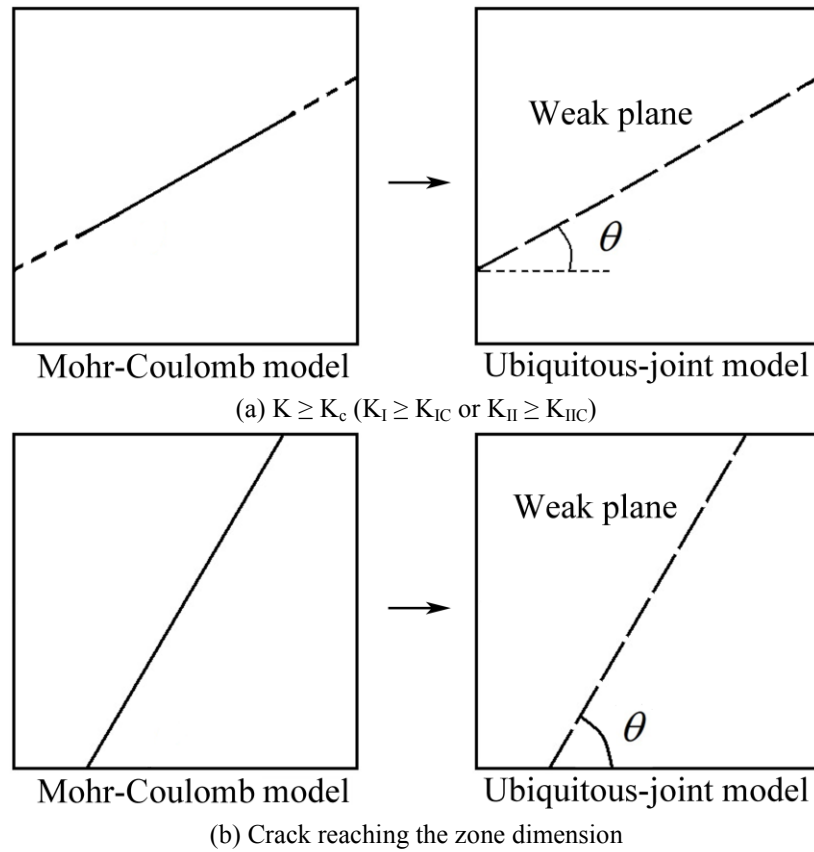 Weak plane
θ
Mohr-Coulomb model Ubiquitous-joint model
(a) K ≥ Kc (KI ≥ KIC or KII ≥ KIIC)
Weak plane
θ
Mohr-Coulomb model Ubiquitous-joint model
(b) Crack reaching the zone dimension